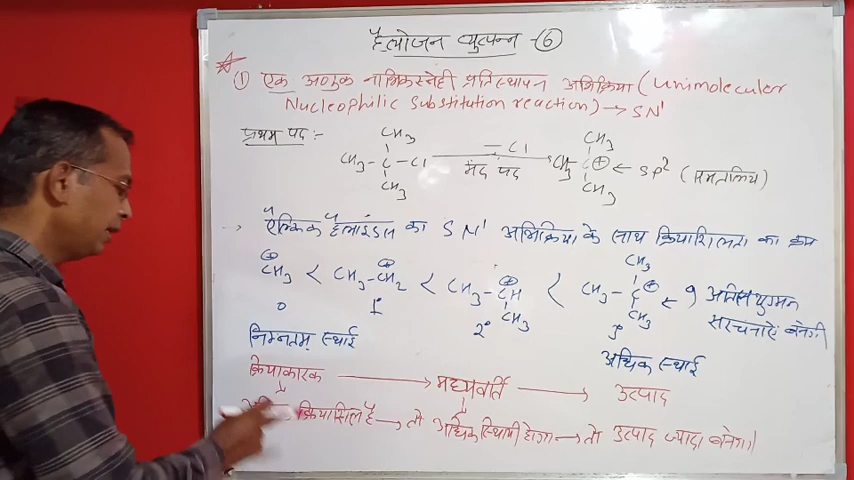 हैलोजन व्युत्पन्न -⑥
① एक अणुक नाभिकस्नेही प्रतिस्थापन अभिक्रिया (Unimolecular
Nucleophilic Substitution reaction) → SN¹
प्रथम पद :-
CH₃ CH₃
CH₃-C-Cl —Cl CH₃-C⊕ ← SP² (समतलिय)
CH₃ मंद पद CH₃
ऐल्किल हैलाइडस का SN¹ अभिक्रिया के साथ क्रियाशिलता का क्रम
⊕CH₃ < CH₃-⊕CH₂ < CH₃-⊕CH < CH₃-C⊕ ← 9 अतिसंयुग्मन
CH₃ CH₃ CH₃ संरचनाऐं बनेगी
0 1° 2° 3°
निम्नतम् स्थाई अधिक स्थाई
क्रियाकारक → मध्यवर्ति → उत्पाद
क्रियासिल है → तो अधिक स्थायी होगा → तो उत्पाद ज्यादा बनेगा।